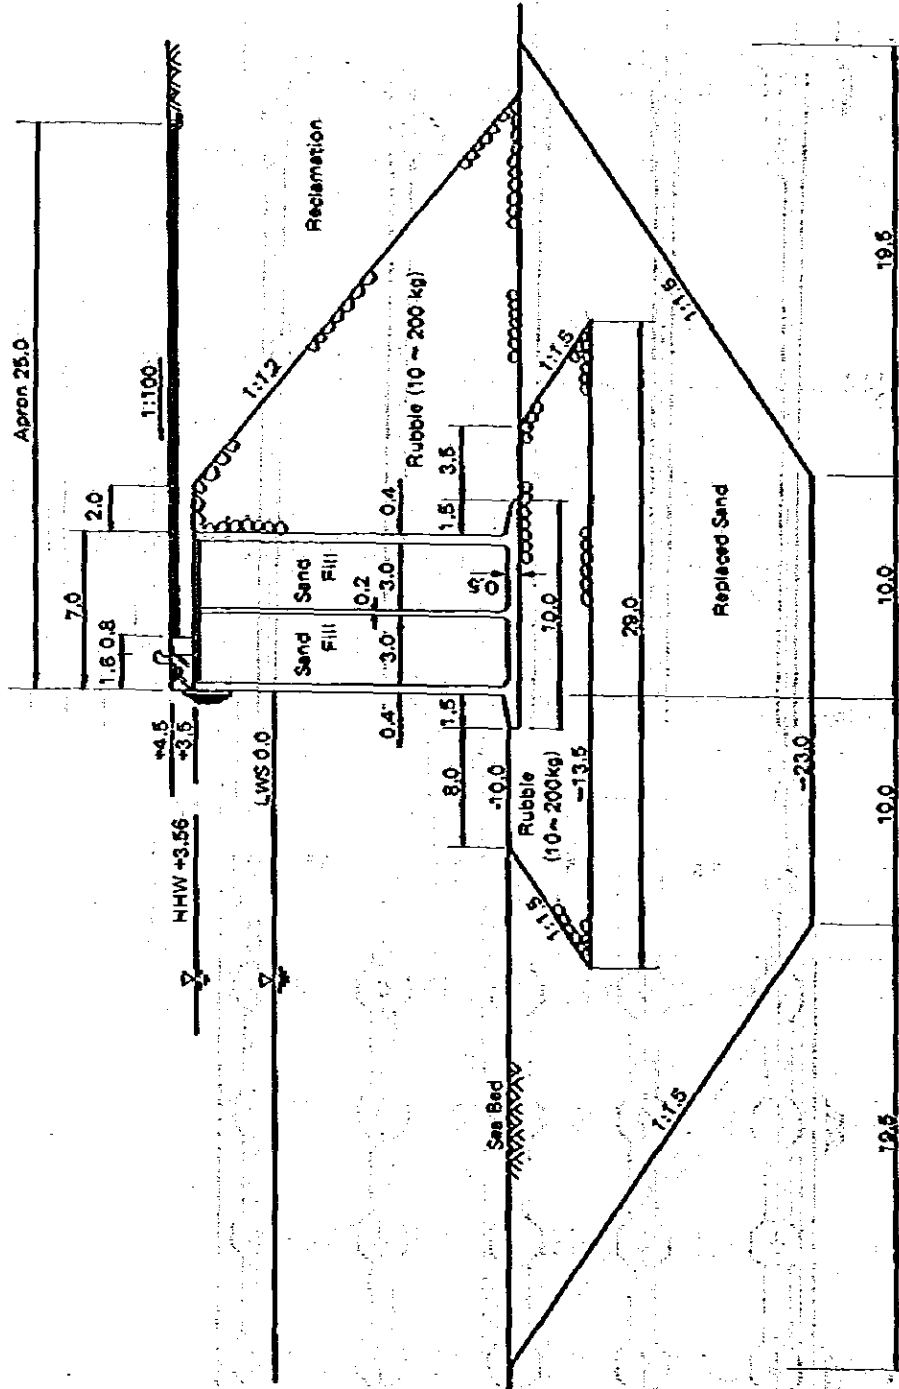 Apron 25.0
7.0
2.0
1.6 0.8
1:100
+4.5
+3.5
HHW +3.56
LWS 0.0
Reclamation
1:1.2
Rubble (10 ~ 200 kg)
Sand
Fill
Sand
Fill
0.2
0.4
3.0
3.0
0.4
8.0
1.5
1.5
3.5
-10.0
Sea Bed
Rubble
(10 ~ 200kg)
10.0
1:1.5
1:1.5
-13.5
29.0
Replaced Sand
1:1.5
1:1.5
-23.0
19.5
10.0
10.0
19.5